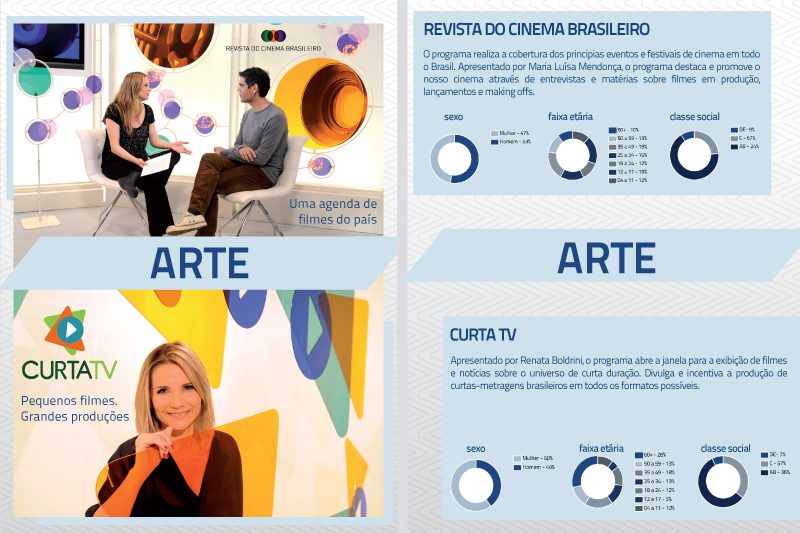 REVISTA DO CINEMA BRASILEIRO
Uma agenda de
filmes do país
ARTE
CURTATV
Pequenos filmes.
Grandes produções
REVISTA DO CINEMA BRASILEIRO
O programa realiza a cobertura dos principias eventos e festivais de cinema em todo
o Brasil. Apresentado por Maria Luísa Mendonça, o programa destaca e promove o
nosso cinema através de entrevistas e matérias sobre filmes em produção,
lançamentos e making offs.
sexo
Mulher - 47%
Homem - 53%
faixa etária
60+ - 10%
50 a 59 - 13%
35 a 49 - 19%
25 a 34 - 16%
18 a 24 - 12%
12 a 17 - 19%
04 a 11 - 12%
classe social
DE- 9%
C - 67%
AB - 24%
ARTE
CURTA TV
Apresentado por Renata Boldrini, o programa abre a janela para a exibição de filmes
e notícias sobre o universo de curta duração. Divulga e incentiva a produção de
curtas-metragens brasileiros em todos os formatos possíveis.
sexo
Mulher - 60%
Homem - 40%
faixa etária
60+ - 28%
50 a 59 - 13%
35 a 49 - 18%
25 a 34 - 13%
18 a 24 - 12%
12 a 17 - 5%
04 a 11 - 10%
classe social
DE- 7%
C - 57%
AB - 36%